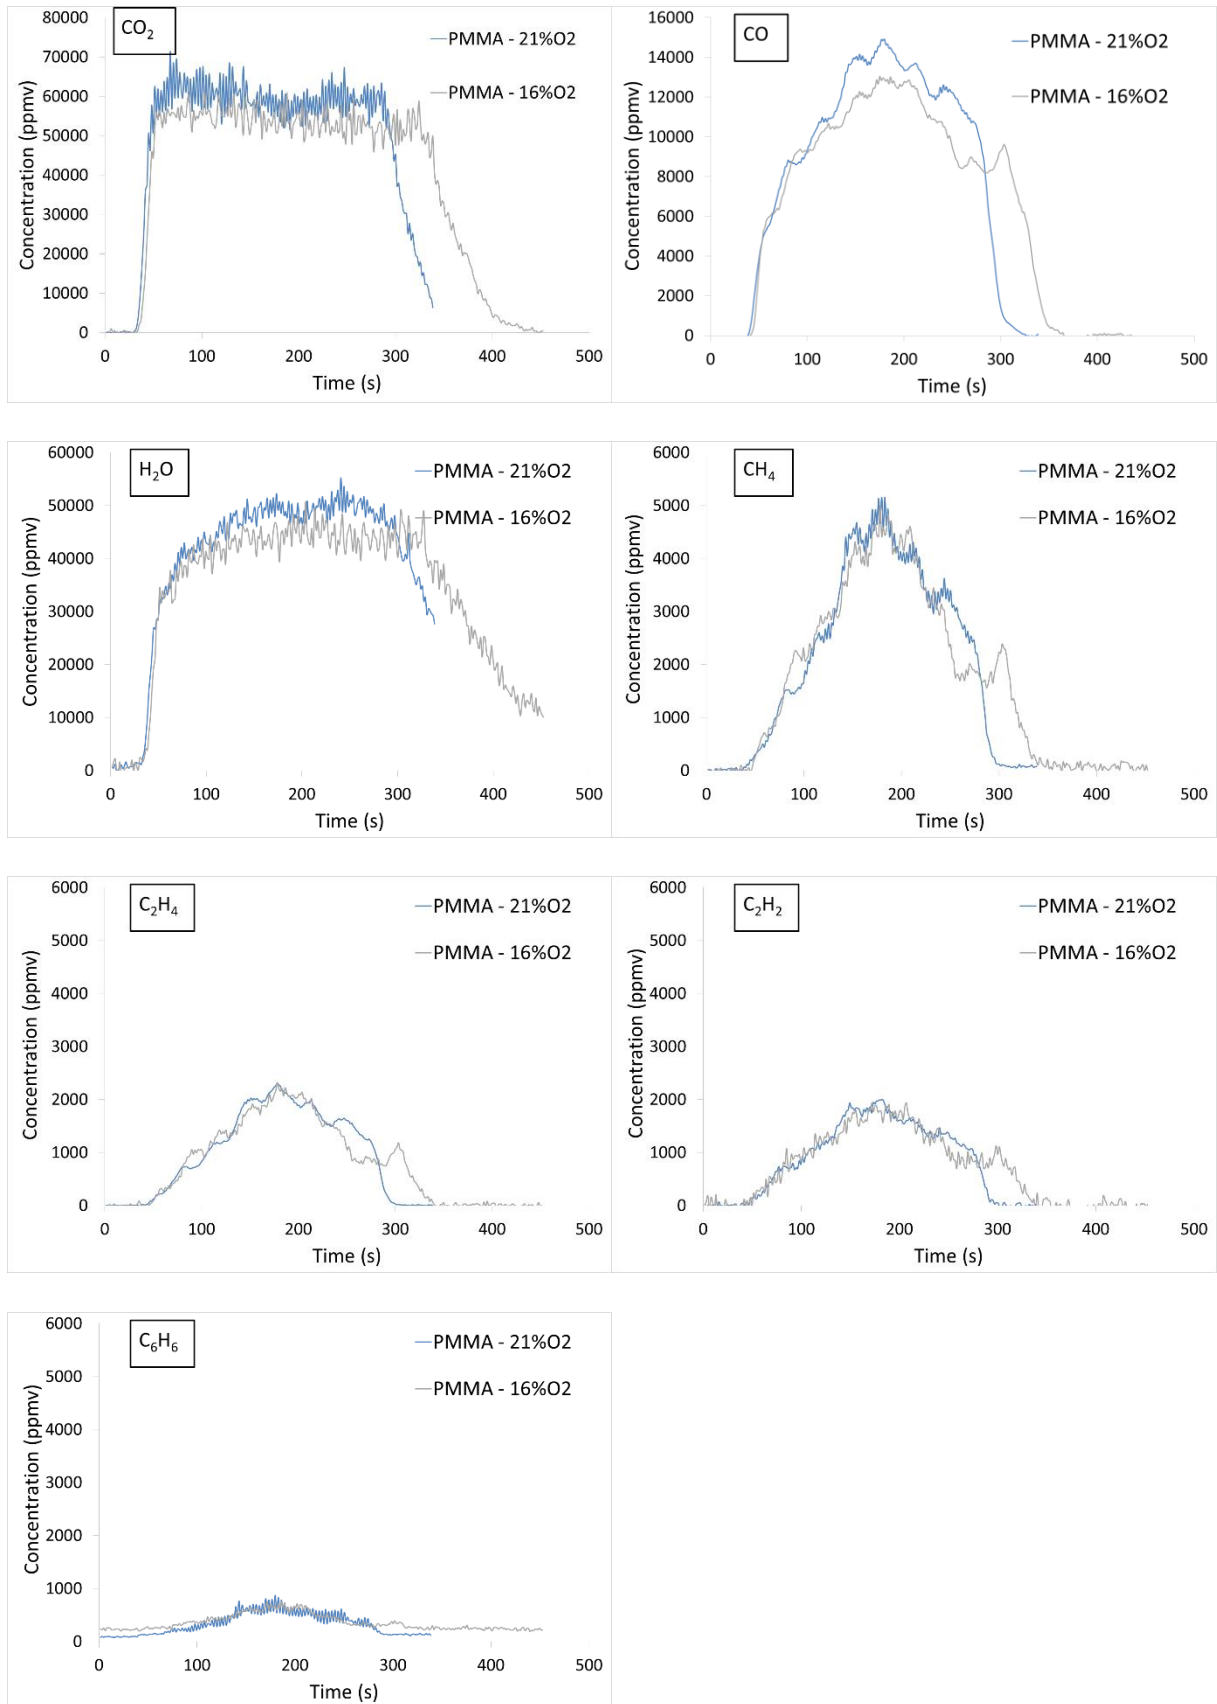 CO₂
PMMA - 21%O2
PMMA - 16%O2
Concentration (ppmv)
80000
70000
60000
50000
40000
30000
20000
10000
0
0 100 200 300 400 500
Time (s)
CO
PMMA - 21%O2
PMMA - 16%O2
Concentration (ppmv)
16000
14000
12000
10000
8000
6000
4000
2000
0
0 100 200 300 400 500
Time (s)
H₂O
PMMA - 21%O2
PMMA - 16%O2
Concentration (ppmv)
60000
50000
40000
30000
20000
10000
0
0 100 200 300 400 500
Time (s)
CH₄
PMMA - 21%O2
PMMA - 16%O2
Concentration (ppmv)
6000
5000
4000
3000
2000
1000
0
0 100 200 300 400 500
Time (s)
C₂H₄
PMMA - 21%O2
PMMA - 16%O2
Concentration (ppmv)
6000
5000
4000
3000
2000
1000
0
0 100 200 300 400 500
Time (s)
C₂H₂
PMMA - 21%O2
PMMA - 16%O2
Concentration (ppmv)
6000
5000
4000
3000
2000
1000
0
0 100 200 300 400 500
Time (s)
C₆H₆
PMMA - 21%O2
PMMA - 16%O2
Concentration (ppmv)
6000
5000
4000
3000
2000
1000
0
0 100 200 300 400 500
Time (s)